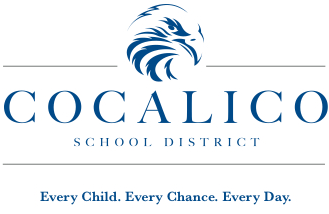 COCALICO
SCHOOL DISTRICT
Every Child. Every Chance. Every Day.